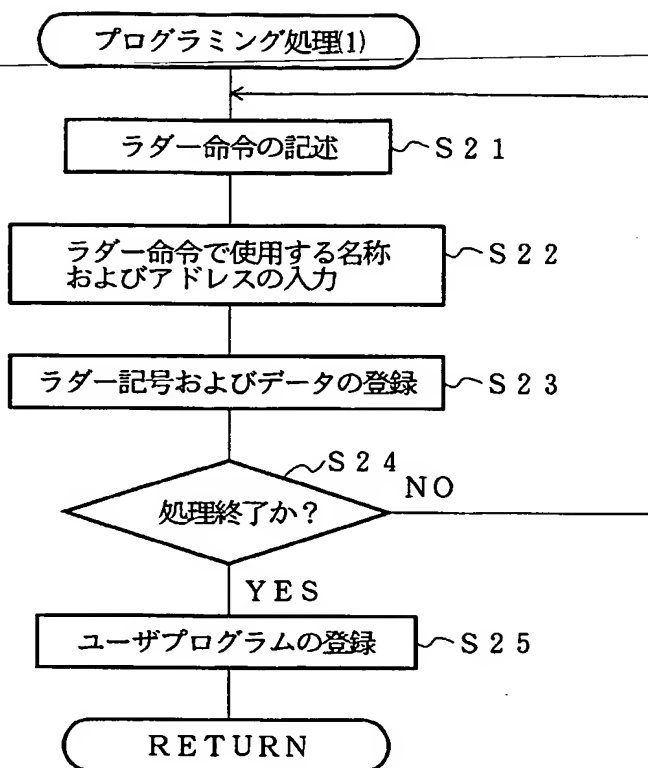 プログラミング処理(1)
ラダー命令の記述
S21
ラダー命令で使用する名称
およびアドレスの入力
S22
ラダー記号およびデータの登録
S23
S24
処理終了か？
NO
YES
ユーザプログラムの登録
S25
RETURN